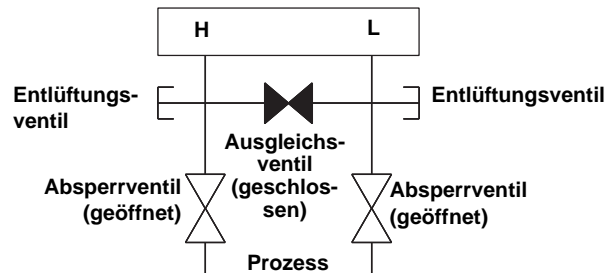 H
L
Entlüftungs-
ventil
Entlüftungsventil
Ausgleichs-
ventil
(geschlos-
sen)
Absperrventil
(geöffnet)
Absperrventil
(geöffnet)
Prozess